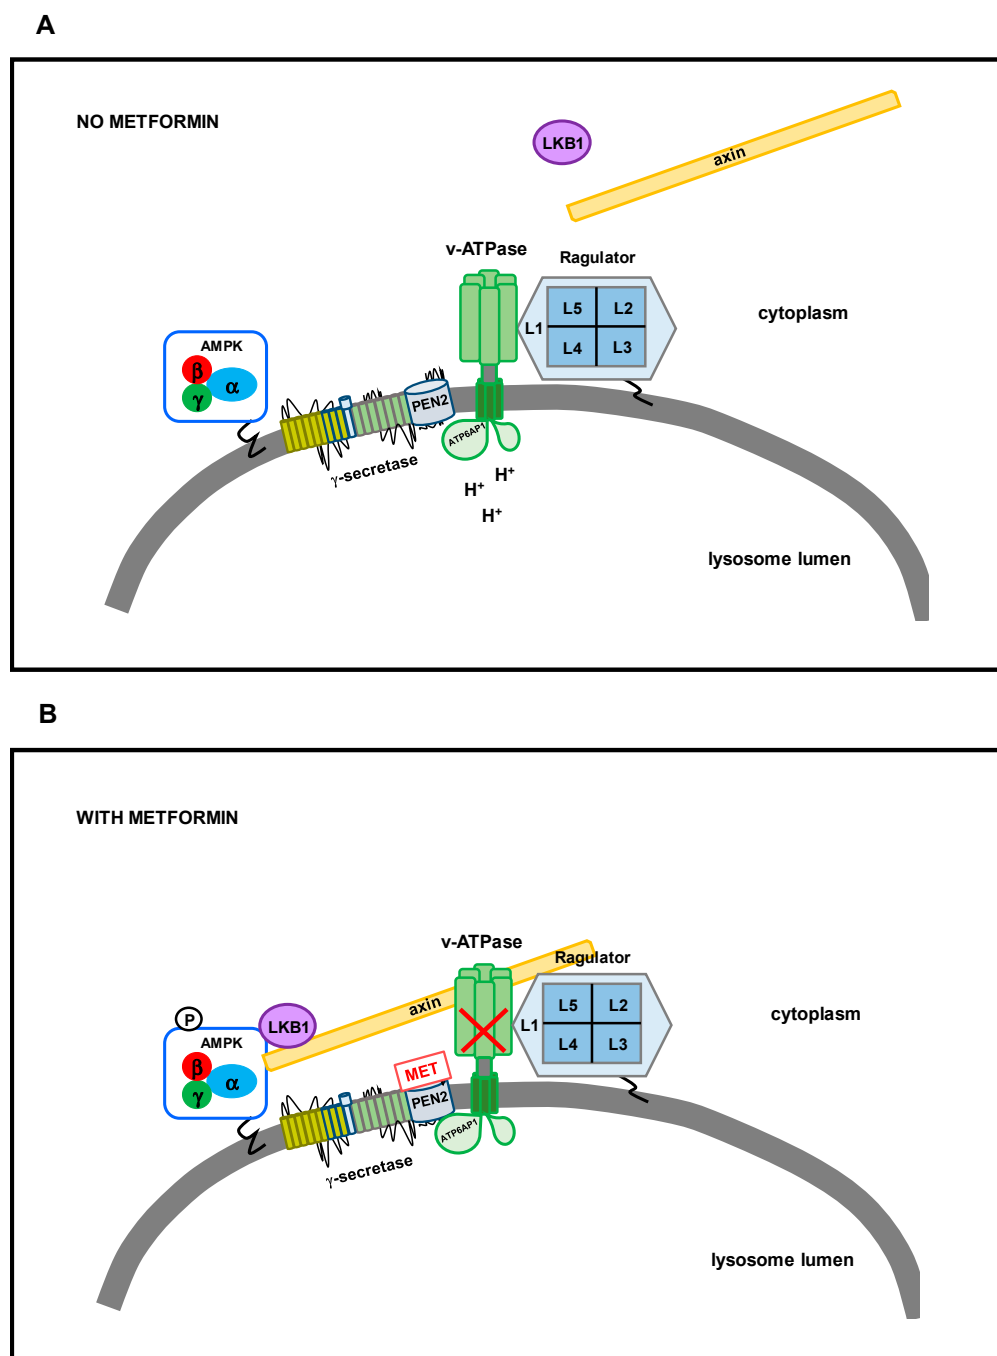 A
NO METFORMIN
LKB1
axin
v-ATPase
Ragulator
L5 L2
L1
L4 L3
cytoplasm
AMPK
β
α
γ
PEN2
ATP6AP1
γ-secretase
H⁺
H⁺
H⁺
lysosome lumen
B
WITH METFORMIN
v-ATPase
Ragulator
axin
L5 L2
L1
L4 L3
cytoplasm
P
LKB1
AMPK
β
α
γ
MET
PEN2
ATP6AP1
γ-secretase
lysosome lumen